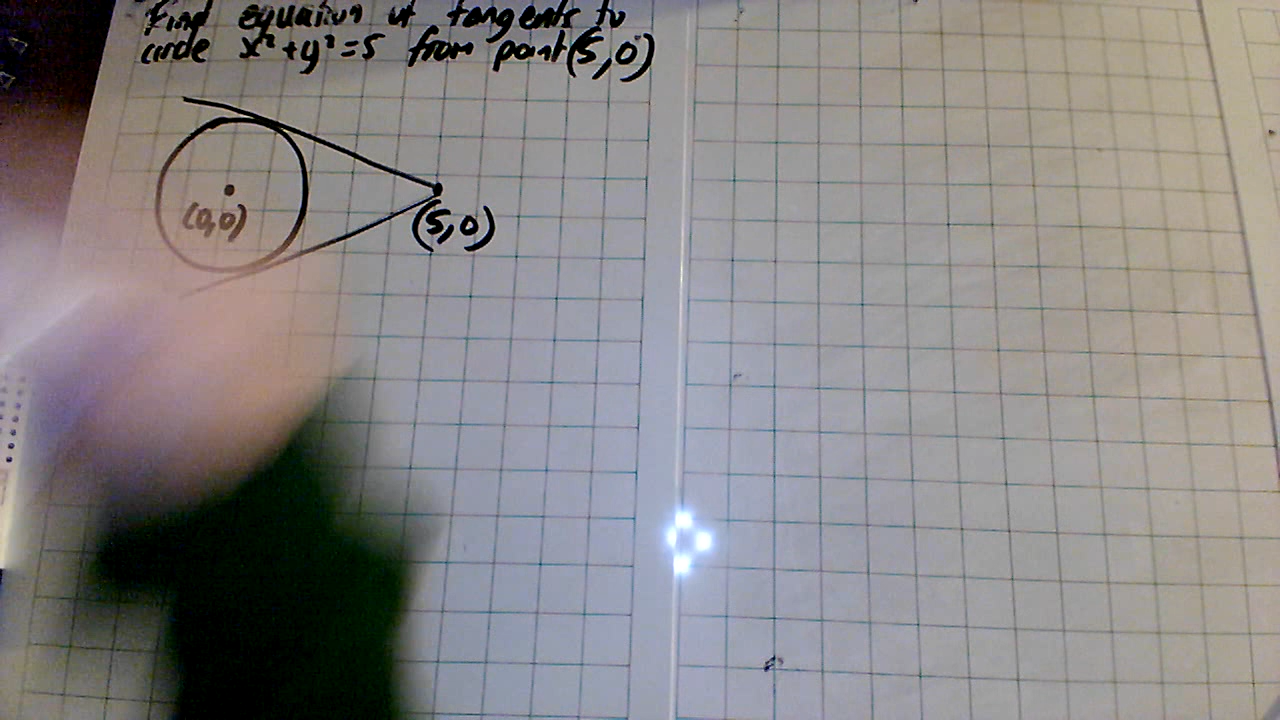 Find equation of tangents to
circle x²+y²=5 from point (5,0)
(0,0)
(5,0)